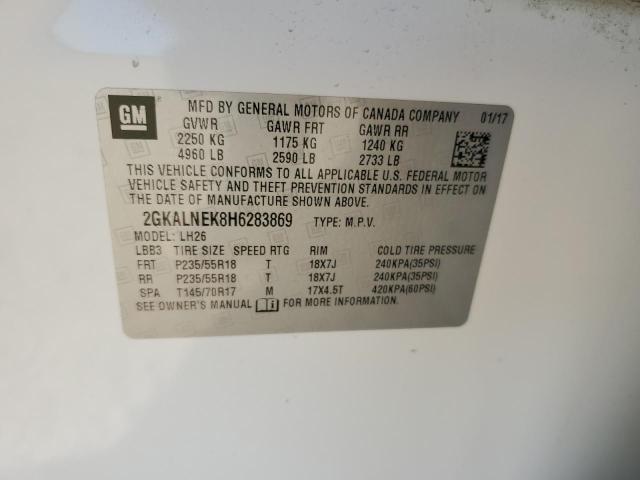 GM
MFD BY GENERAL MOTORS OF CANADA COMPANY 01/17
GVWR GAWR FRT GAWR RR
2250 KG 1175 KG 1240 KG
4960 LB 2590 LB 2733 LB
THIS VEHICLE CONFORMS TO ALL APPLICABLE U.S. FEDERAL MOTOR
VEHICLE SAFETY AND THEFT PREVENTION STANDARDS IN EFFECT ON
THE DATE OF MANUFACTURE SHOWN ABOVE.
2GKALNEK8H6283869 TYPE: M.P.V.
MODEL: LH26
LBB3 TIRE SIZE SPEED RTG RIM COLD TIRE PRESSURE
FRT P235/55R18 T 18X7J 240KPA(35PSI)
RR P235/55R18 T 18X7J 240KPA(35PSI)
SPA T145/70R17 M 17X4.5T 420KPA(60PSI)
SEE OWNER'S MANUAL FOR MORE INFORMATION.